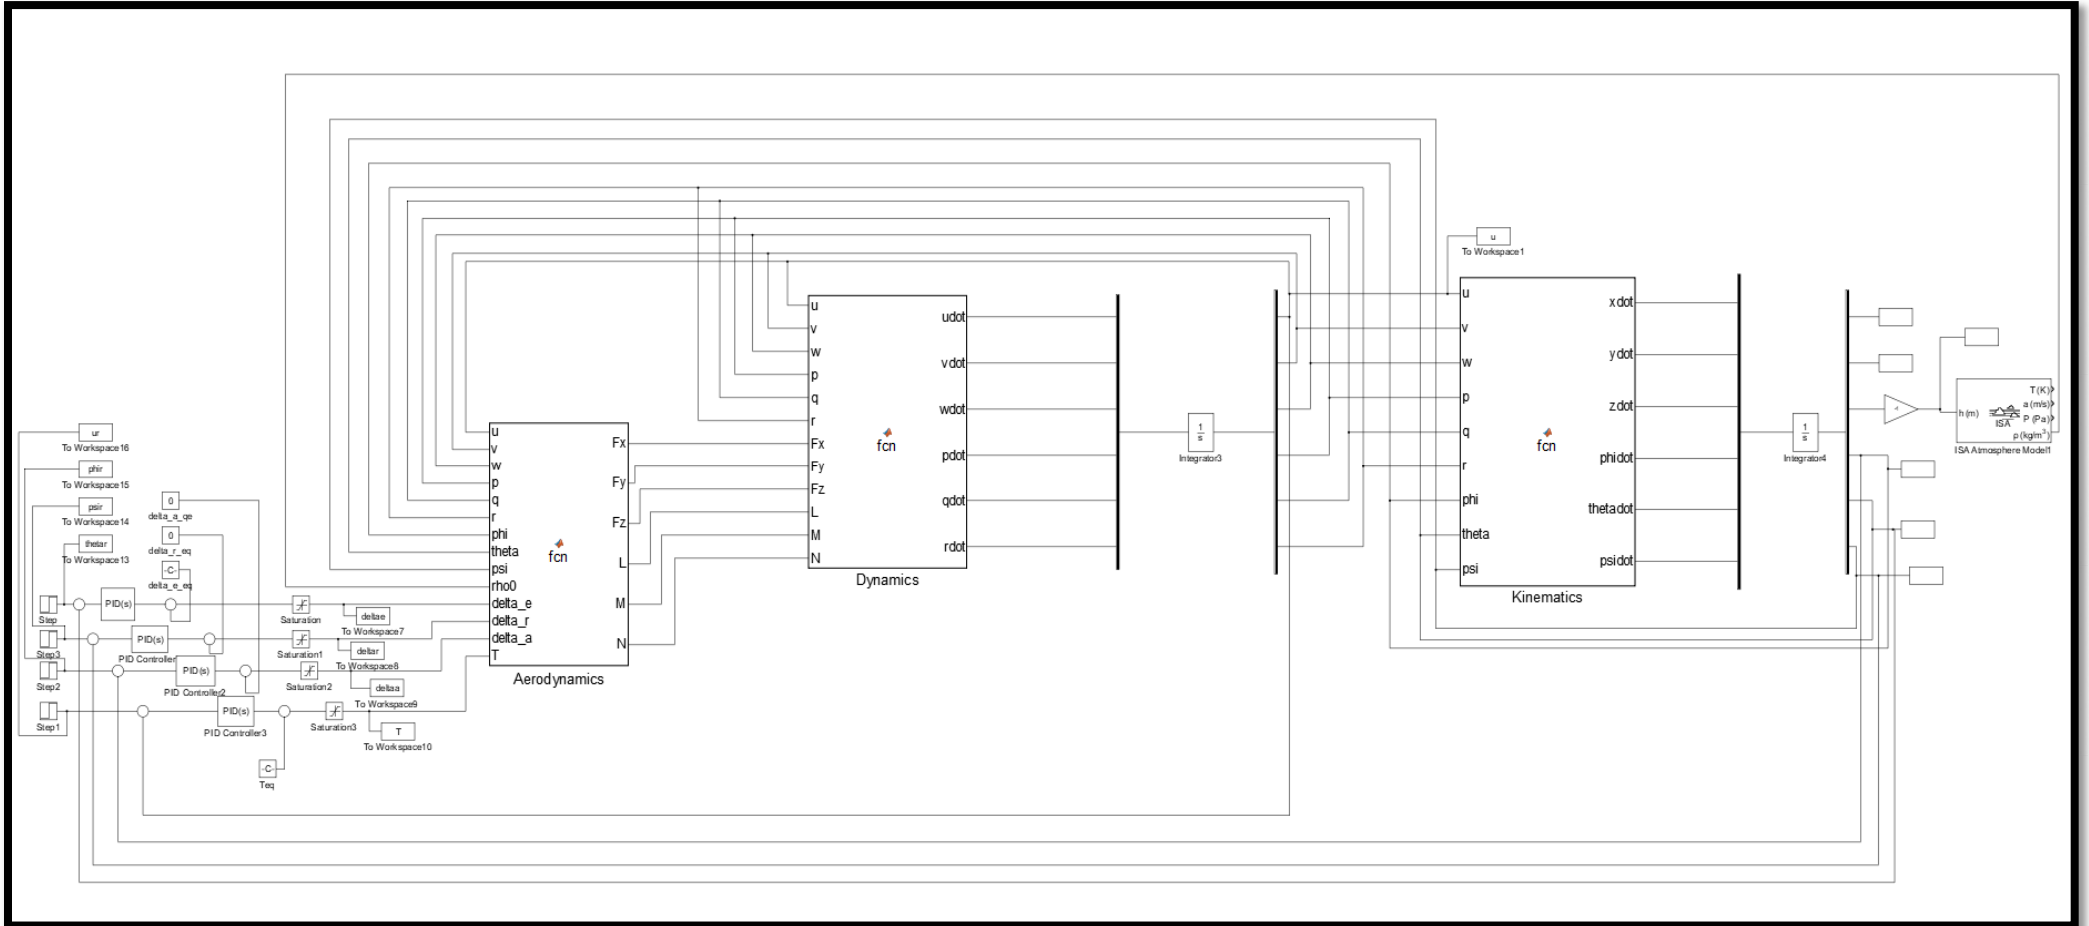 u
To Workspace1
ur
To Workspace16
phir
To Workspace15
psir
To Workspace14
thetar
To Workspace13
0
delta_a_qe
0
delta_r_eq
-C-
delta_e_eq
Step
PID(s)
Saturation
deltae
To Workspace7
Step3
PID(s)
PID Controller
Saturation1
deltar
To Workspace8
Step2
PID(s)
PID Controller2
Saturation2
deltaa
To Workspace9
Step1
PID(s)
PID Controller3
Saturation3
T
To Workspace10
-C-
Teq
u
v
w
p
q
r
phi
theta
psi
rho0
delta_e
delta_r
delta_a
T
fcn
Fx
Fy
Fz
L
M
N
Aerodynamics
u
v
w
p
q
r
Fx
Fy
Fz
L
M
N
fcn
udot
vdot
wdot
pdot
qdot
rdot
Dynamics
1
s
Integrator3
u
v
w
p
q
r
phi
theta
psi
fcn
xdot
ydot
zdot
phidot
thetadot
psidot
Kinematics
1
s
Integrator4
-1
h (m)
ISA
T (K)
a (m/s)
P (Pa)
ρ (kg/m³)
ISA Atmosphere Model1